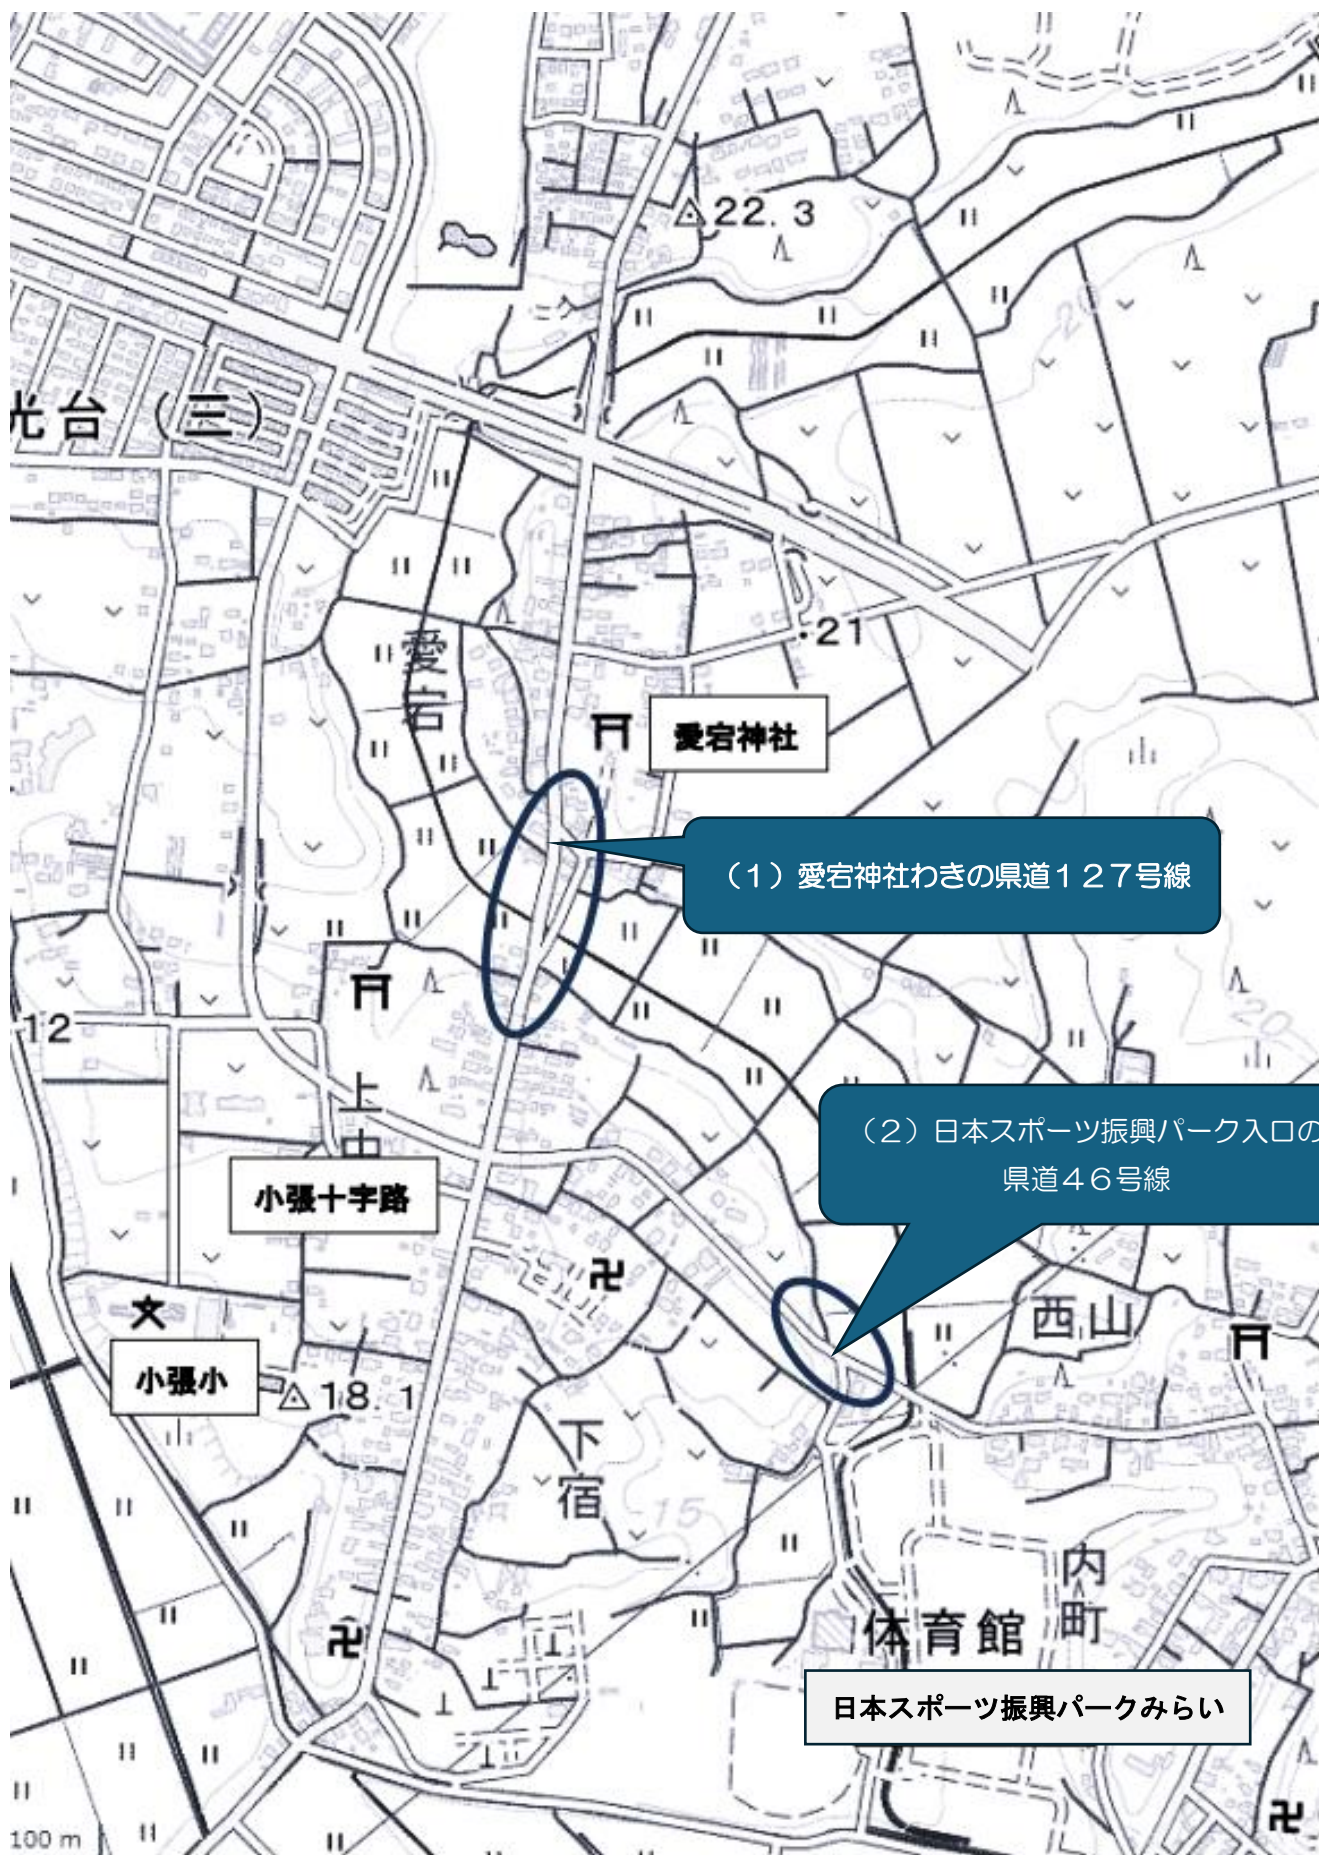 22.3
20
光台(三)
愛宕
・21
愛宕神社
(1)愛宕神社わきの県道127号線
12
20
上
中
(2)日本スポーツ振興パーク入口の
県道46号線
小張十字路
西山
小張小
18.1
下宿
15
内町
体育館
日本スポーツ振興パークみらい
100 m